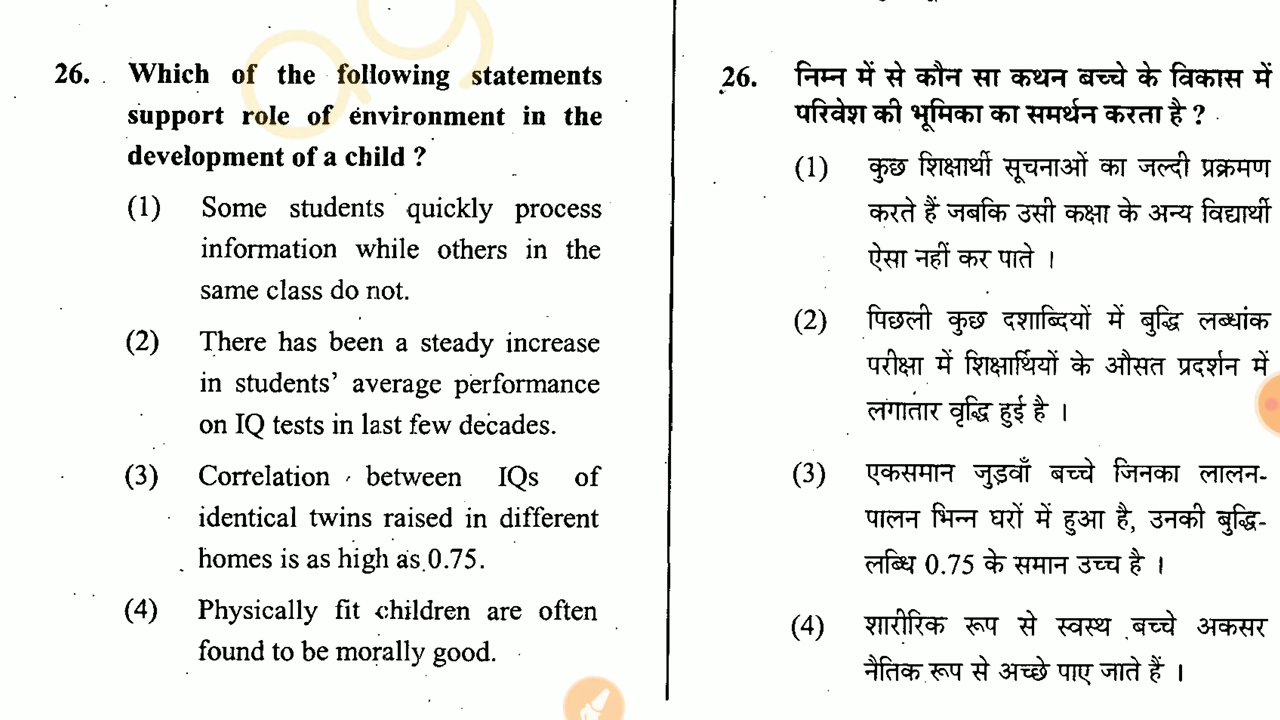 26. Which of the following statements
support role of environment in the
development of a child ?
(1) Some students quickly process
information while others in the
same class do not.
(2) There has been a steady increase
in students' average performance
on IQ tests in last few decades.
(3) Correlation between IQs of
identical twins raised in different
homes is as high as 0.75.
(4) Physically fit children are often
found to be morally good.
26. निम्न में से कौन सा कथन बच्चे के विकास में
परिवेश की भूमिका का समर्थन करता है ?
(1) कुछ शिक्षार्थी सूचनाओं का जल्दी प्रक्रमण
करते हैं जबकि उसी कक्षा के अन्य विद्यार्थी
ऐसा नहीं कर पाते ।
(2) पिछली कुछ दशाब्दियों में बुद्धि लब्धांक
परीक्षा में शिक्षार्थियों के औसत प्रदर्शन में
लगातार वृद्धि हुई है ।
(3) एकसमान जुड़वाँ बच्चे जिनका लालन-
पालन भिन्न घरों में हुआ है, उनकी बुद्धि-
लब्धि 0.75 के समान उच्च है ।
(4) शारीरिक रूप से स्वस्थ बच्चे अकसर
नैतिक रूप से अच्छे पाए जाते हैं ।